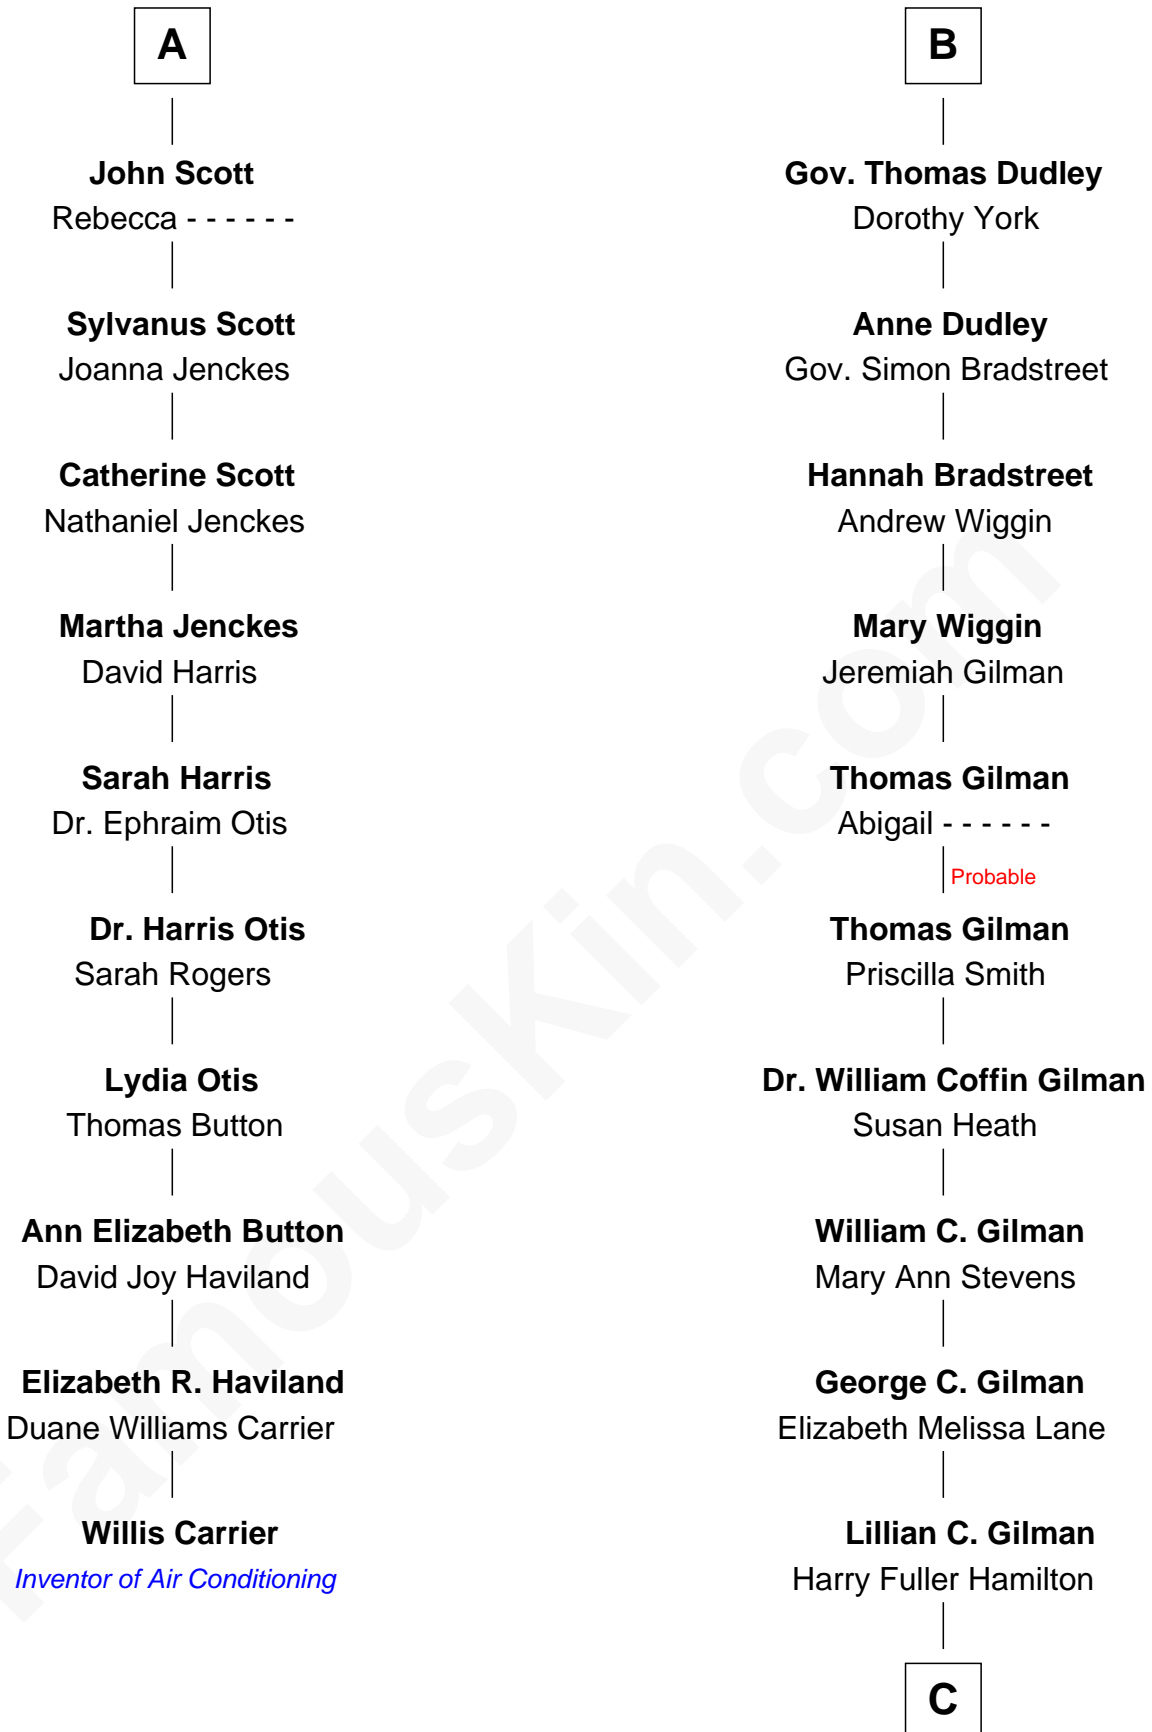 A
John Scott
Rebecca - - - - - -
Sylvanus Scott
Joanna Jenckes
Catherine Scott
Nathaniel Jenckes
Martha Jenckes
David Harris
Sarah Harris
Dr. Ephraim Otis
Dr. Harris Otis
Sarah Rogers
Lydia Otis
Thomas Button
Ann Elizabeth Button
David Joy Haviland
Elizabeth R. Haviland
Duane Williams Carrier
Willis Carrier
Inventor of Air Conditioning
B
Gov. Thomas Dudley
Dorothy York
Anne Dudley
Gov. Simon Bradstreet
Hannah Bradstreet
Andrew Wiggin
Mary Wiggin
Jeremiah Gilman
Thomas Gilman
Abigail - - - - - -
Probable
Thomas Gilman
Priscilla Smith
Dr. William Coffin Gilman
Susan Heath
William C. Gilman
Mary Ann Stevens
George C. Gilman
Elizabeth Melissa Lane
Lillian C. Gilman
Harry Fuller Hamilton
C
FamousKin.com